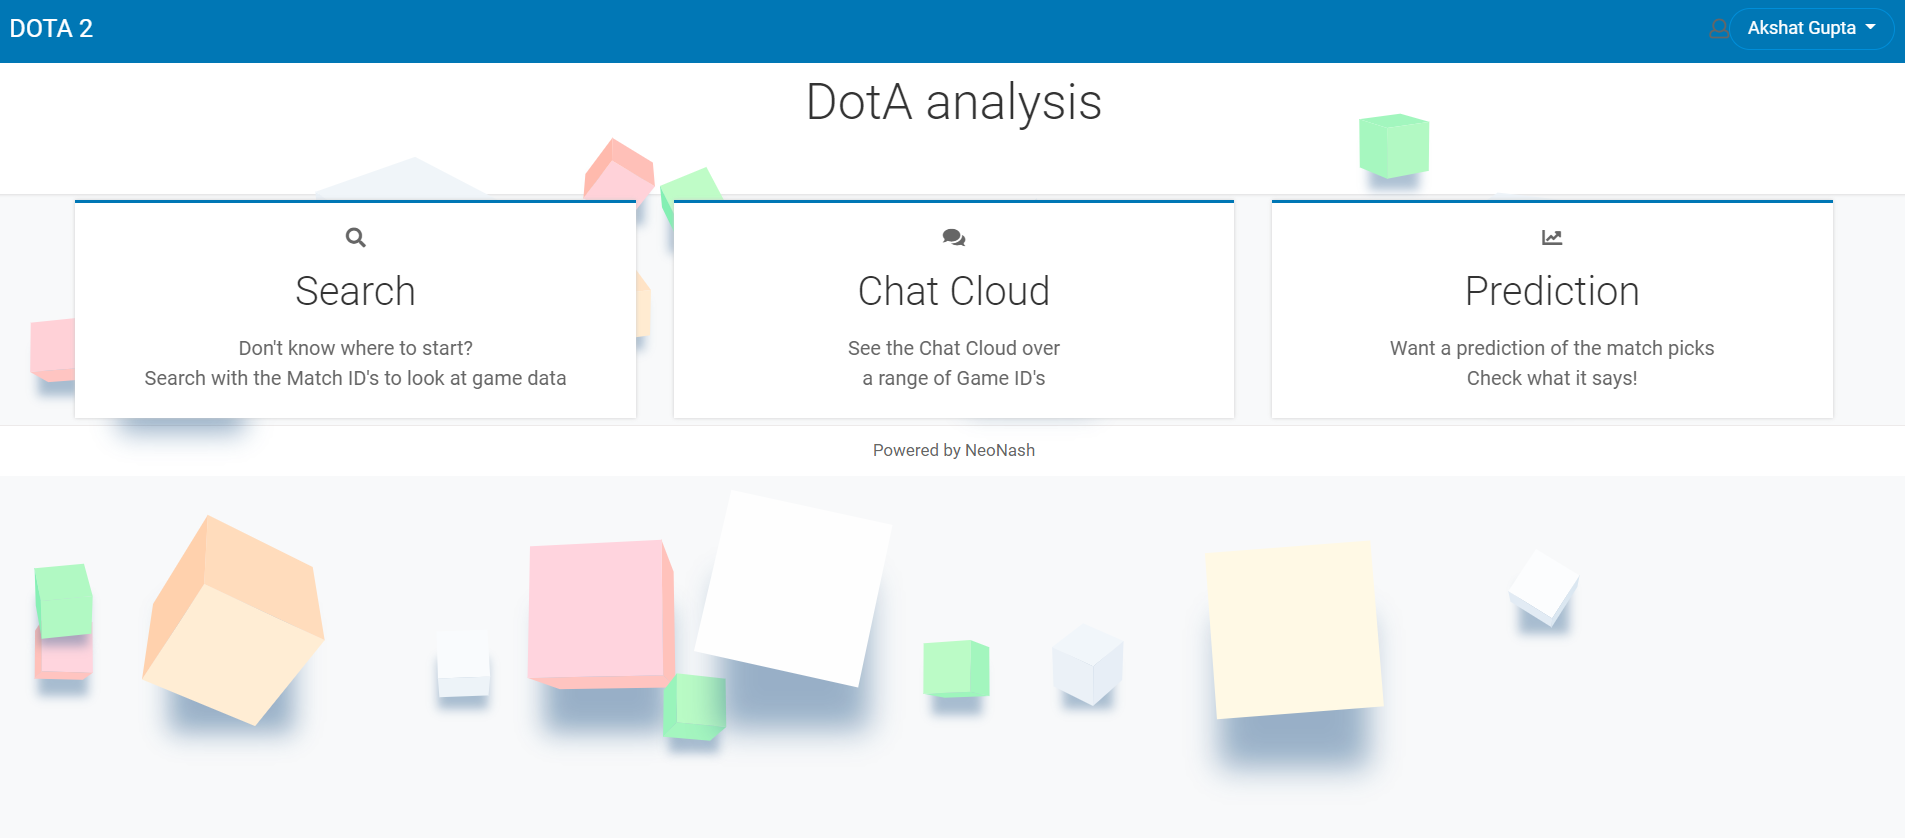 DOTA 2
Akshat Gupta
DotA analysis
Search
Don't know where to start?
Search with the Match ID's to look at game data
Chat Cloud
See the Chat Cloud over
a range of Game ID's
Prediction
Want a prediction of the match picks
Check what it says!
Powered by NeoNash